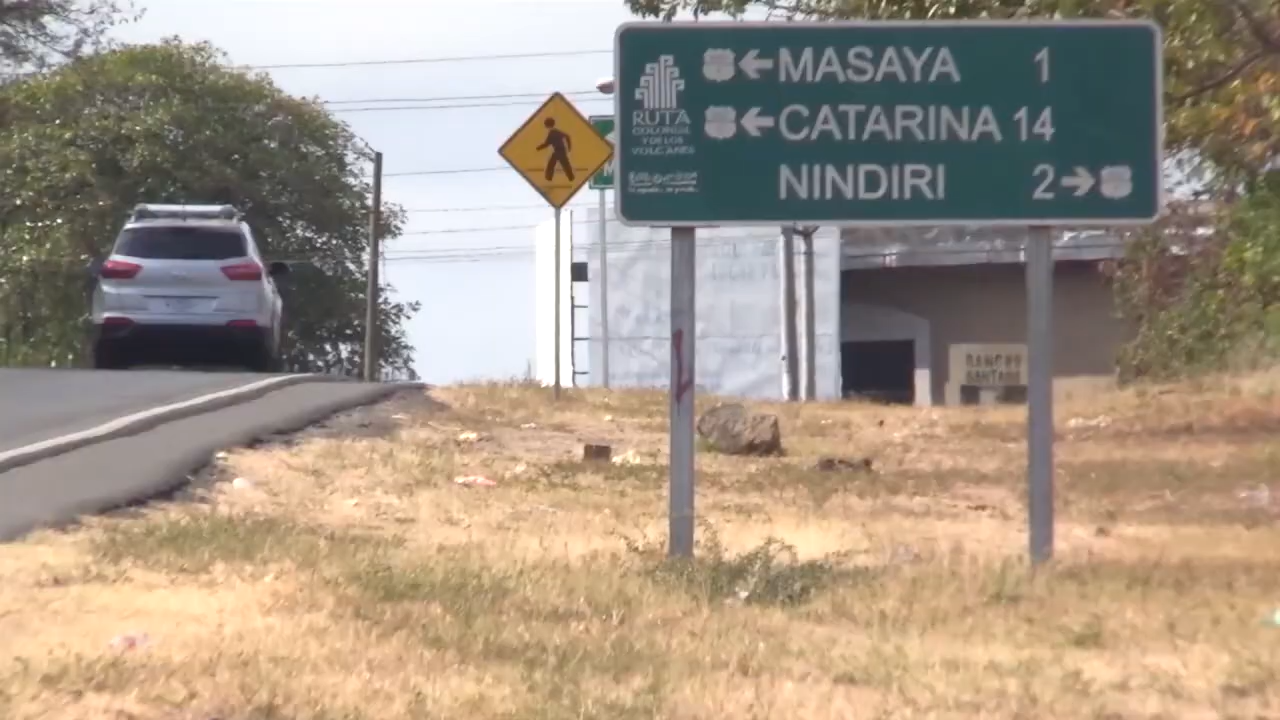 MASAYA 1
CATARINA 14
NINDIRI 2
RUTA
COLONIAL
Y DE LOS
VOLCANES